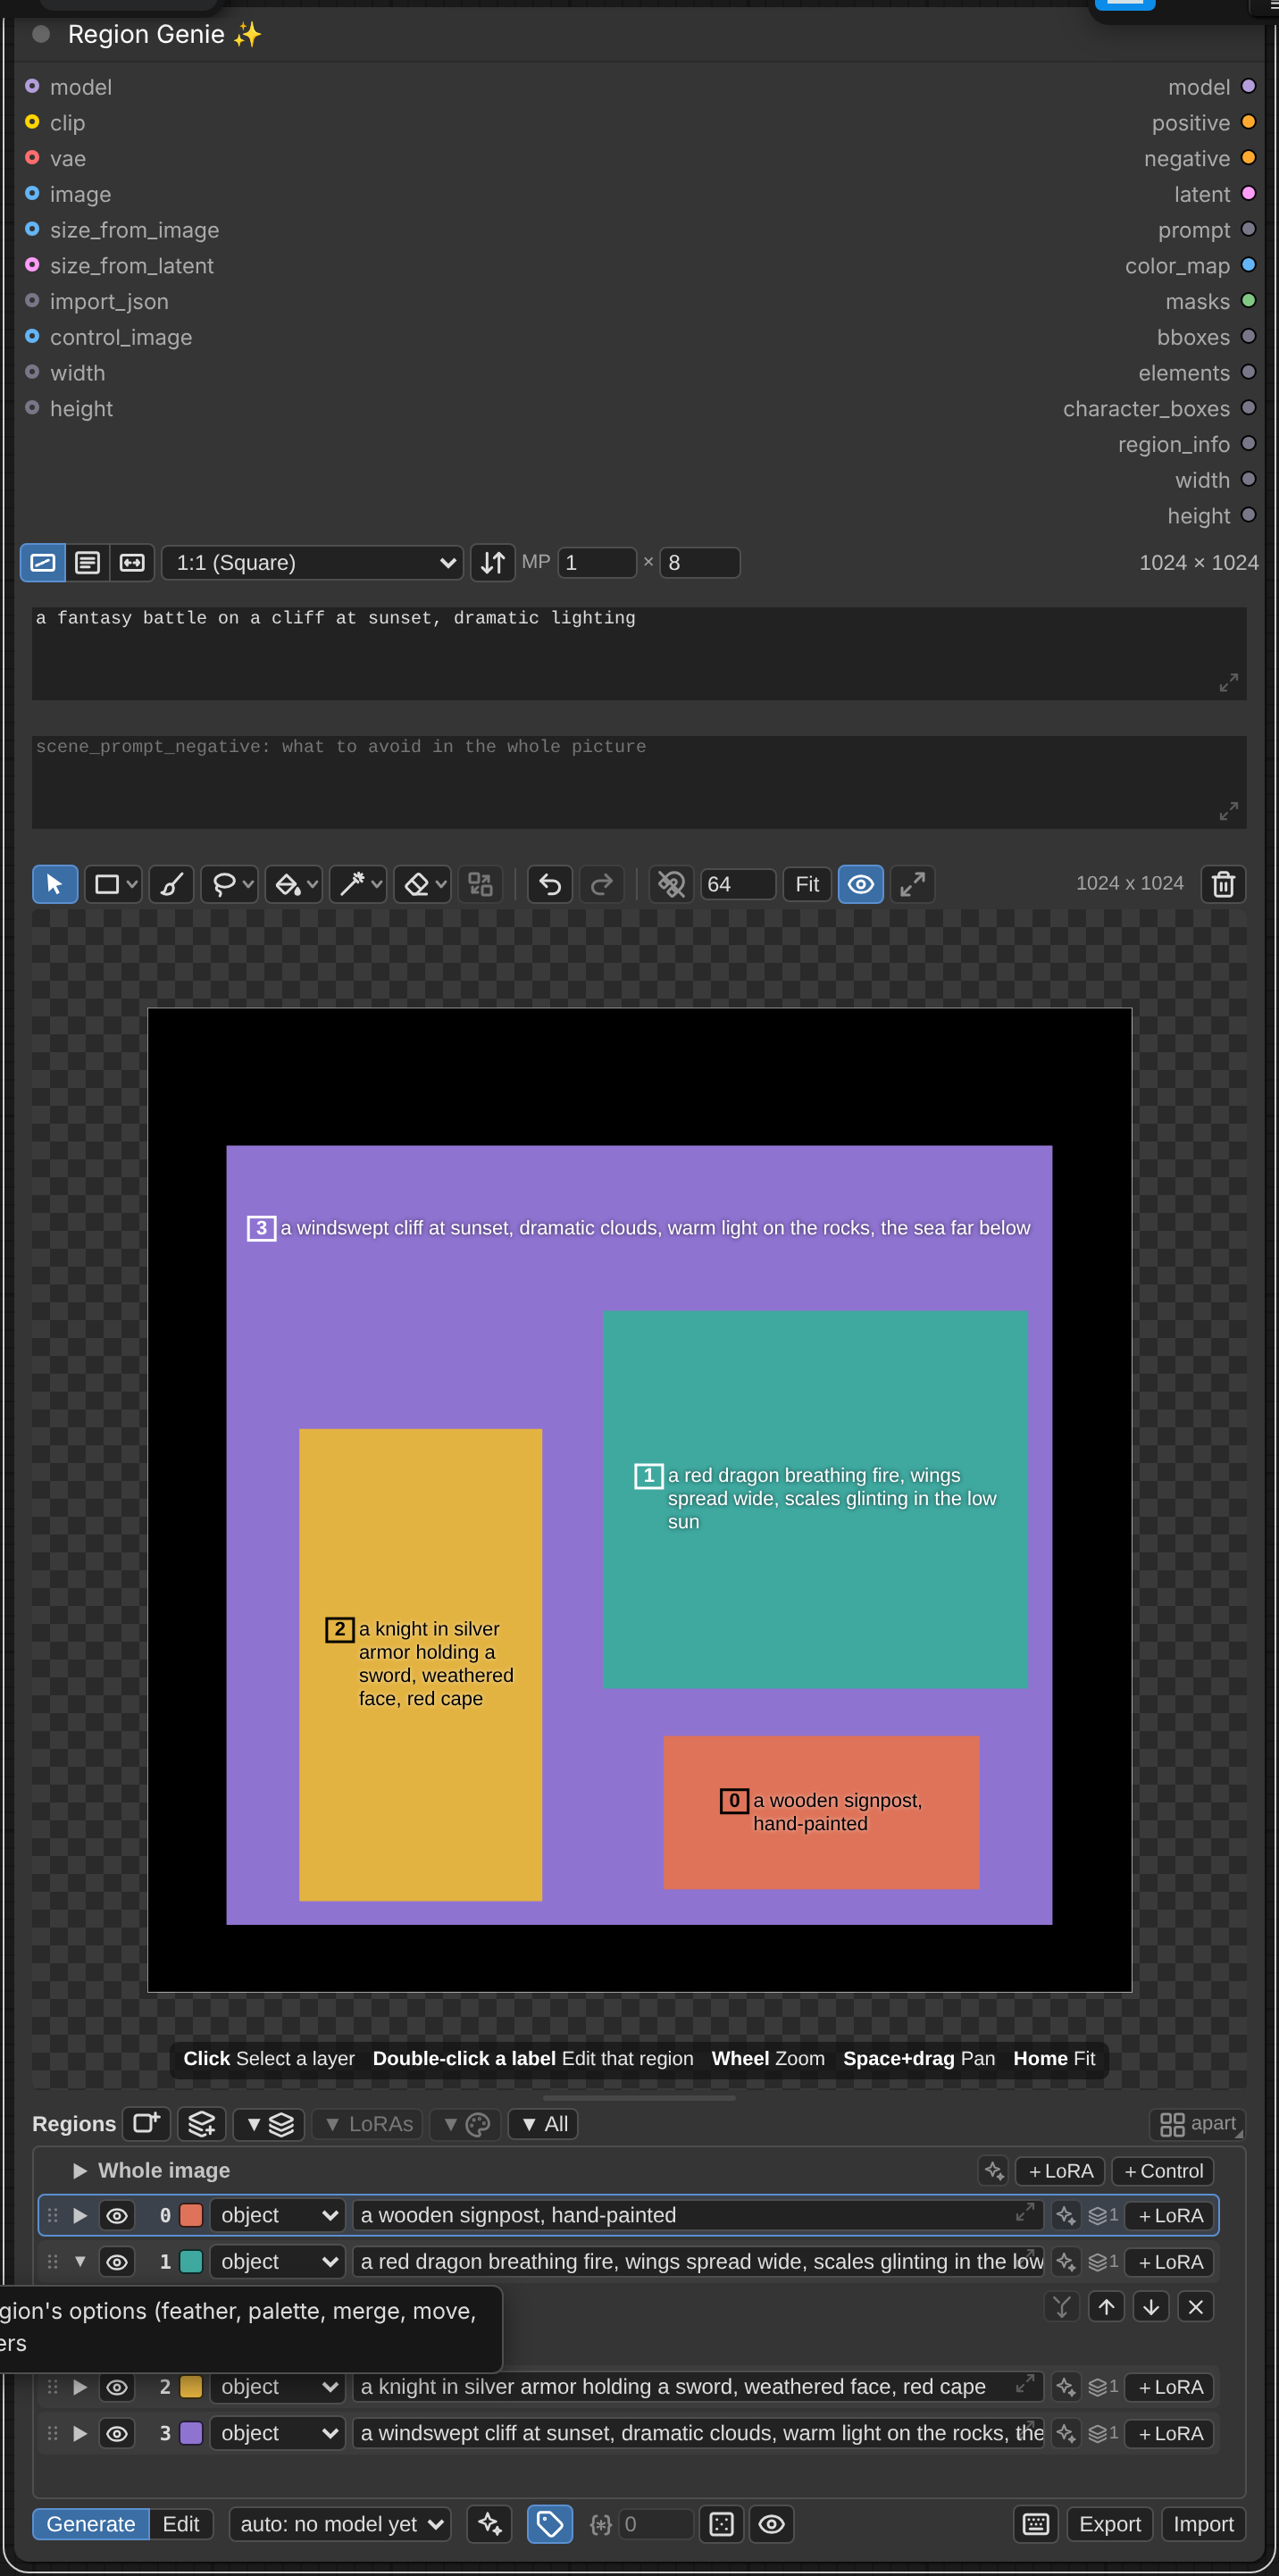 Region Genie ✨
model
model
clip
positive
vae
negative
image
latent
size_from_image
prompt
size_from_latent
color_map
import_json
masks
control_image
bboxes
width
elements
height
character_boxes
region_info
width
height
1:1 (Square) MP 1 × 8 1024 × 1024
a fantasy battle on a cliff at sunset, dramatic lighting
scene_prompt_negative: what to avoid in the whole picture
64 Fit 1024 x 1024
3 a windswept cliff at sunset, dramatic clouds, warm light on the rocks, the sea far below
1 a red dragon breathing fire, wings
spread wide, scales glinting in the low
sun
2 a knight in silver
armor holding a
sword, weathered
face, red cape
0 a wooden signpost,
hand-painted
Click Select a layer Double-click a label Edit that region Wheel Zoom Space+drag Pan Home Fit
Regions ▼ ▼ LoRAs ▼ ▼ All apart
▶ Whole image +LoRA +Control
▶ 0 object a wooden signpost, hand-painted 1 +LoRA
▼ 1 object a red dragon breathing fire, wings spread wide, scales glinting in the low 1 +LoRA
gion's options (feather, palette, merge, move,
ers
▶ 2 object a knight in silver armor holding a sword, weathered face, red cape 1 +LoRA
▶ 3 object a windswept cliff at sunset, dramatic clouds, warm light on the rocks, the 1 +LoRA
Generate Edit auto: no model yet {*} 0 Export Import